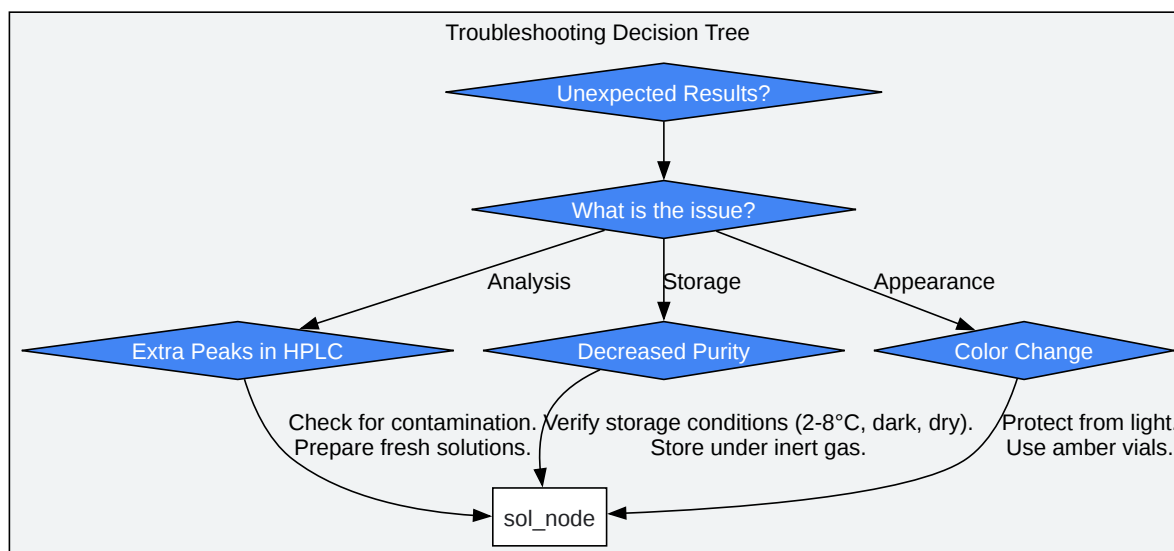 Troubleshooting Decision Tree
Unexpected Results?
What is the issue?
Analysis
Storage
Appearance
Extra Peaks in HPLC
Decreased Purity
Color Change
Check for contamination.
Prepare fresh solutions.
Verify storage conditions (2-8°C, dark, dry).
Store under inert gas.
Protect from light.
Use amber vials.
sol_node